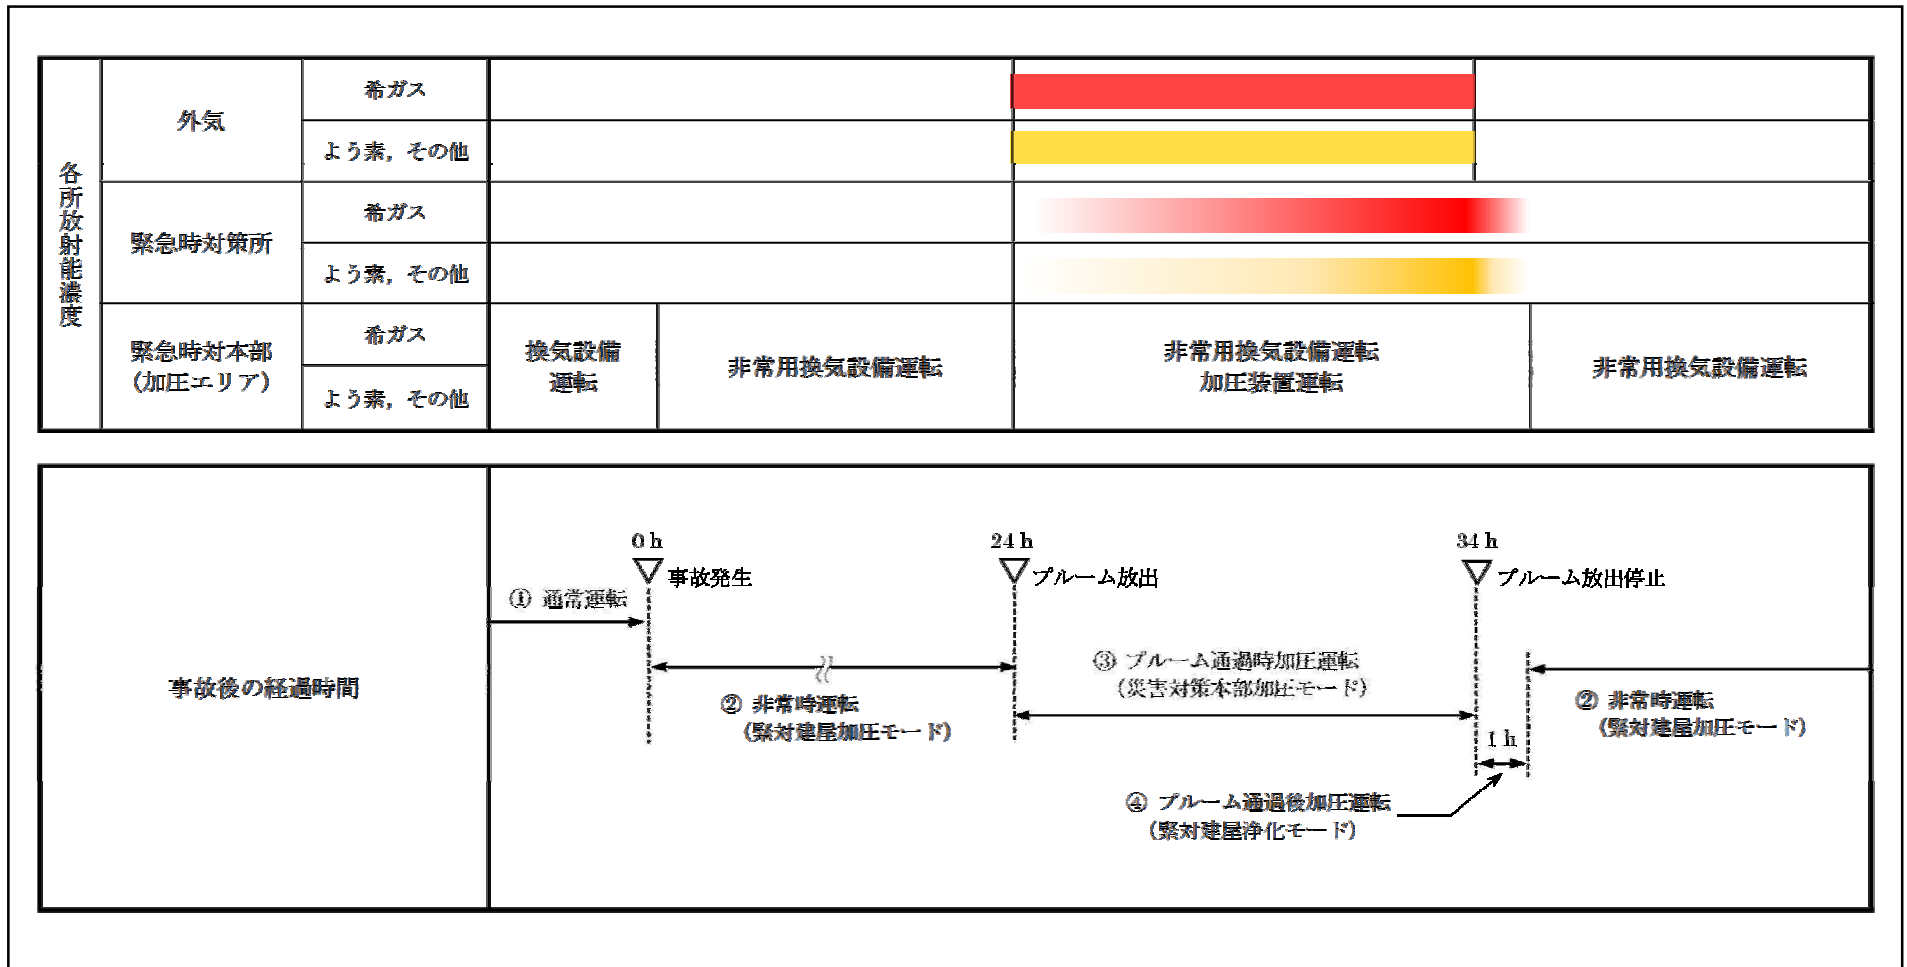 各所放射能濃度
外気
希ガス
よう素，その他
緊急時対策所
希ガス
よう素，その他
緊急時対本部
（加圧エリア）
希ガス
よう素，その他
換気設備
運転
非常用換気設備運転
非常用換気設備運転
加圧装置運転
非常用換気設備運転
事故後の経過時間
0 h
事故発生
24 h
プルーム放出
34 h
プルーム放出停止
① 通常運転
② 非常時運転
（緊対建屋加圧モード）
③ プルーム通過時加圧運転
（災害対策本部加圧モード）
② 非常時運転
（緊対建屋加圧モード）
1 h
④ プルーム通過後加圧運転
（緊対建屋浄化モード）